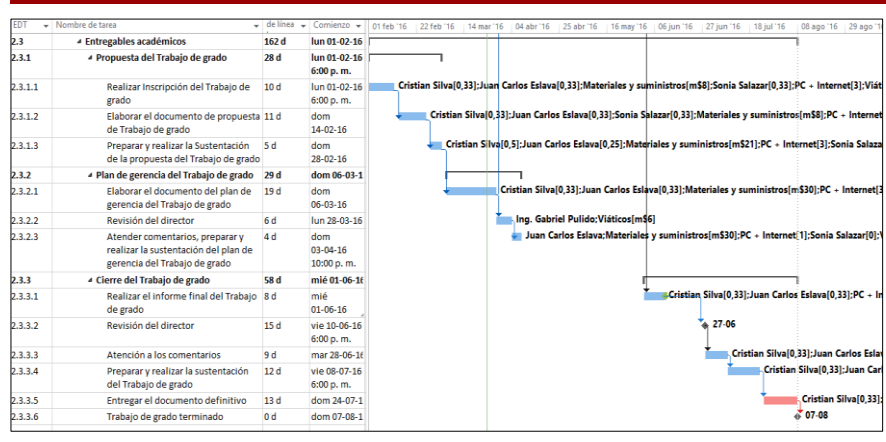 EDT Nombre de tarea de línea Comienzo 01 feb '16 22 feb '16 14 mar '16 04 abr '16 25 abr '16 16 may '16 06 jun '16 27 jun '16 18 jul '16 08 ago '16 29 ago '16
2.3 Entregables académicos 162 d lun 01-02-16
2.3.1 Propuesta del Trabajo de grado 28 d lun 01-02-16
6:00 p. m.
2.3.1.1 Realizar Inscripción del Trabajo de 10 d lun 01-02-16 Cristian Silva[0,33];Juan Carlos Eslava[0,33];Materiales y suministros[m$8];Sonia Salazar[0,33];PC + Internet[3];Viát
grado 6:00 p. m.
2.3.1.2 Elaborar el documento de propuesta 11 d dom Cristian Silva[0,33];Juan Carlos Eslava[0,33];Sonia Salazar[0,33];Materiales y suministros[m$8];PC + Internet
de Trabajo de grado 14-02-16
2.3.1.3 Preparar y realizar la Sustentación 5 d dom Cristian Silva[0,5];Juan Carlos Eslava[0,25];Materiales y suministros[m$21];PC + Internet[3];Sonia Salaza
de la propuesta del Trabajo de grado 28-02-16
2.3.2 Plan de gerencia del Trabajo de grado 29 d dom 06-03-1
2.3.2.1 Elaborar el documento del plan de 19 d dom Cristian Silva[0,33];Juan Carlos Eslava[0,33];Materiales y suministros[m$30];PC + Internet[3
gerencia del Trabajo de grado 06-03-16
2.3.2.2 Revisión del director 6 d lun 28-03-16 Ing. Gabriel Pulido;Viáticos[m$6]
2.3.2.3 Atender comentarios, preparar y 4 d dom Juan Carlos Eslava;Materiales y suministros[m$30];PC + Internet[1];Sonia Salazar[0];V
realizar la sustentación del plan de 03-04-16
gerencia del Trabajo de grado 10:00 p. m.
2.3.3 Cierre del Trabajo de grado 58 d mié 01-06-16
2.3.3.1 Realizar el informe final del Trabajo 8 d mié Cristian Silva[0,33];Juan Carlos Eslava[0,33];PC + In
de grado 01-06-16
2.3.3.2 Revisión del director 15 d vie 10-06-16 27-06
6:00 p. m.
2.3.3.3 Atención a los comentarios 9 d mar 28-06-16 Cristian Silva[0,33];Juan Carlos Eslav
2.3.3.4 Preparar y realizar la sustentación 12 d vie 08-07-16 Cristian Silva[0,33];Juan Carl
del Trabajo de grado 6:00 p. m.
2.3.3.5 Entregar el documento definitivo 13 d dom 24-07-1 Cristian Silva[0,33];
2.3.3.6 Trabajo de grado terminado 0 d dom 07-08-1 07-08